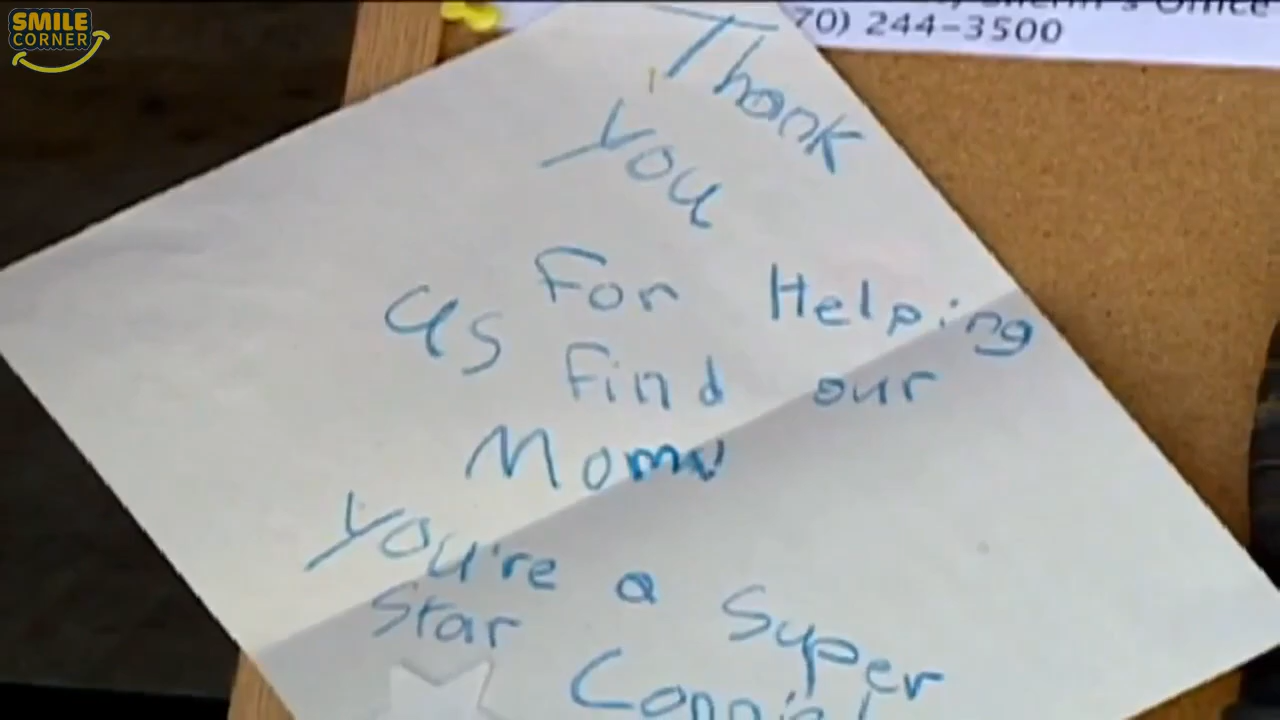 SMILE
CORNER
70) 244-3500
Thank
you
For Helping
us Find our
Mom
you're a Super
Star